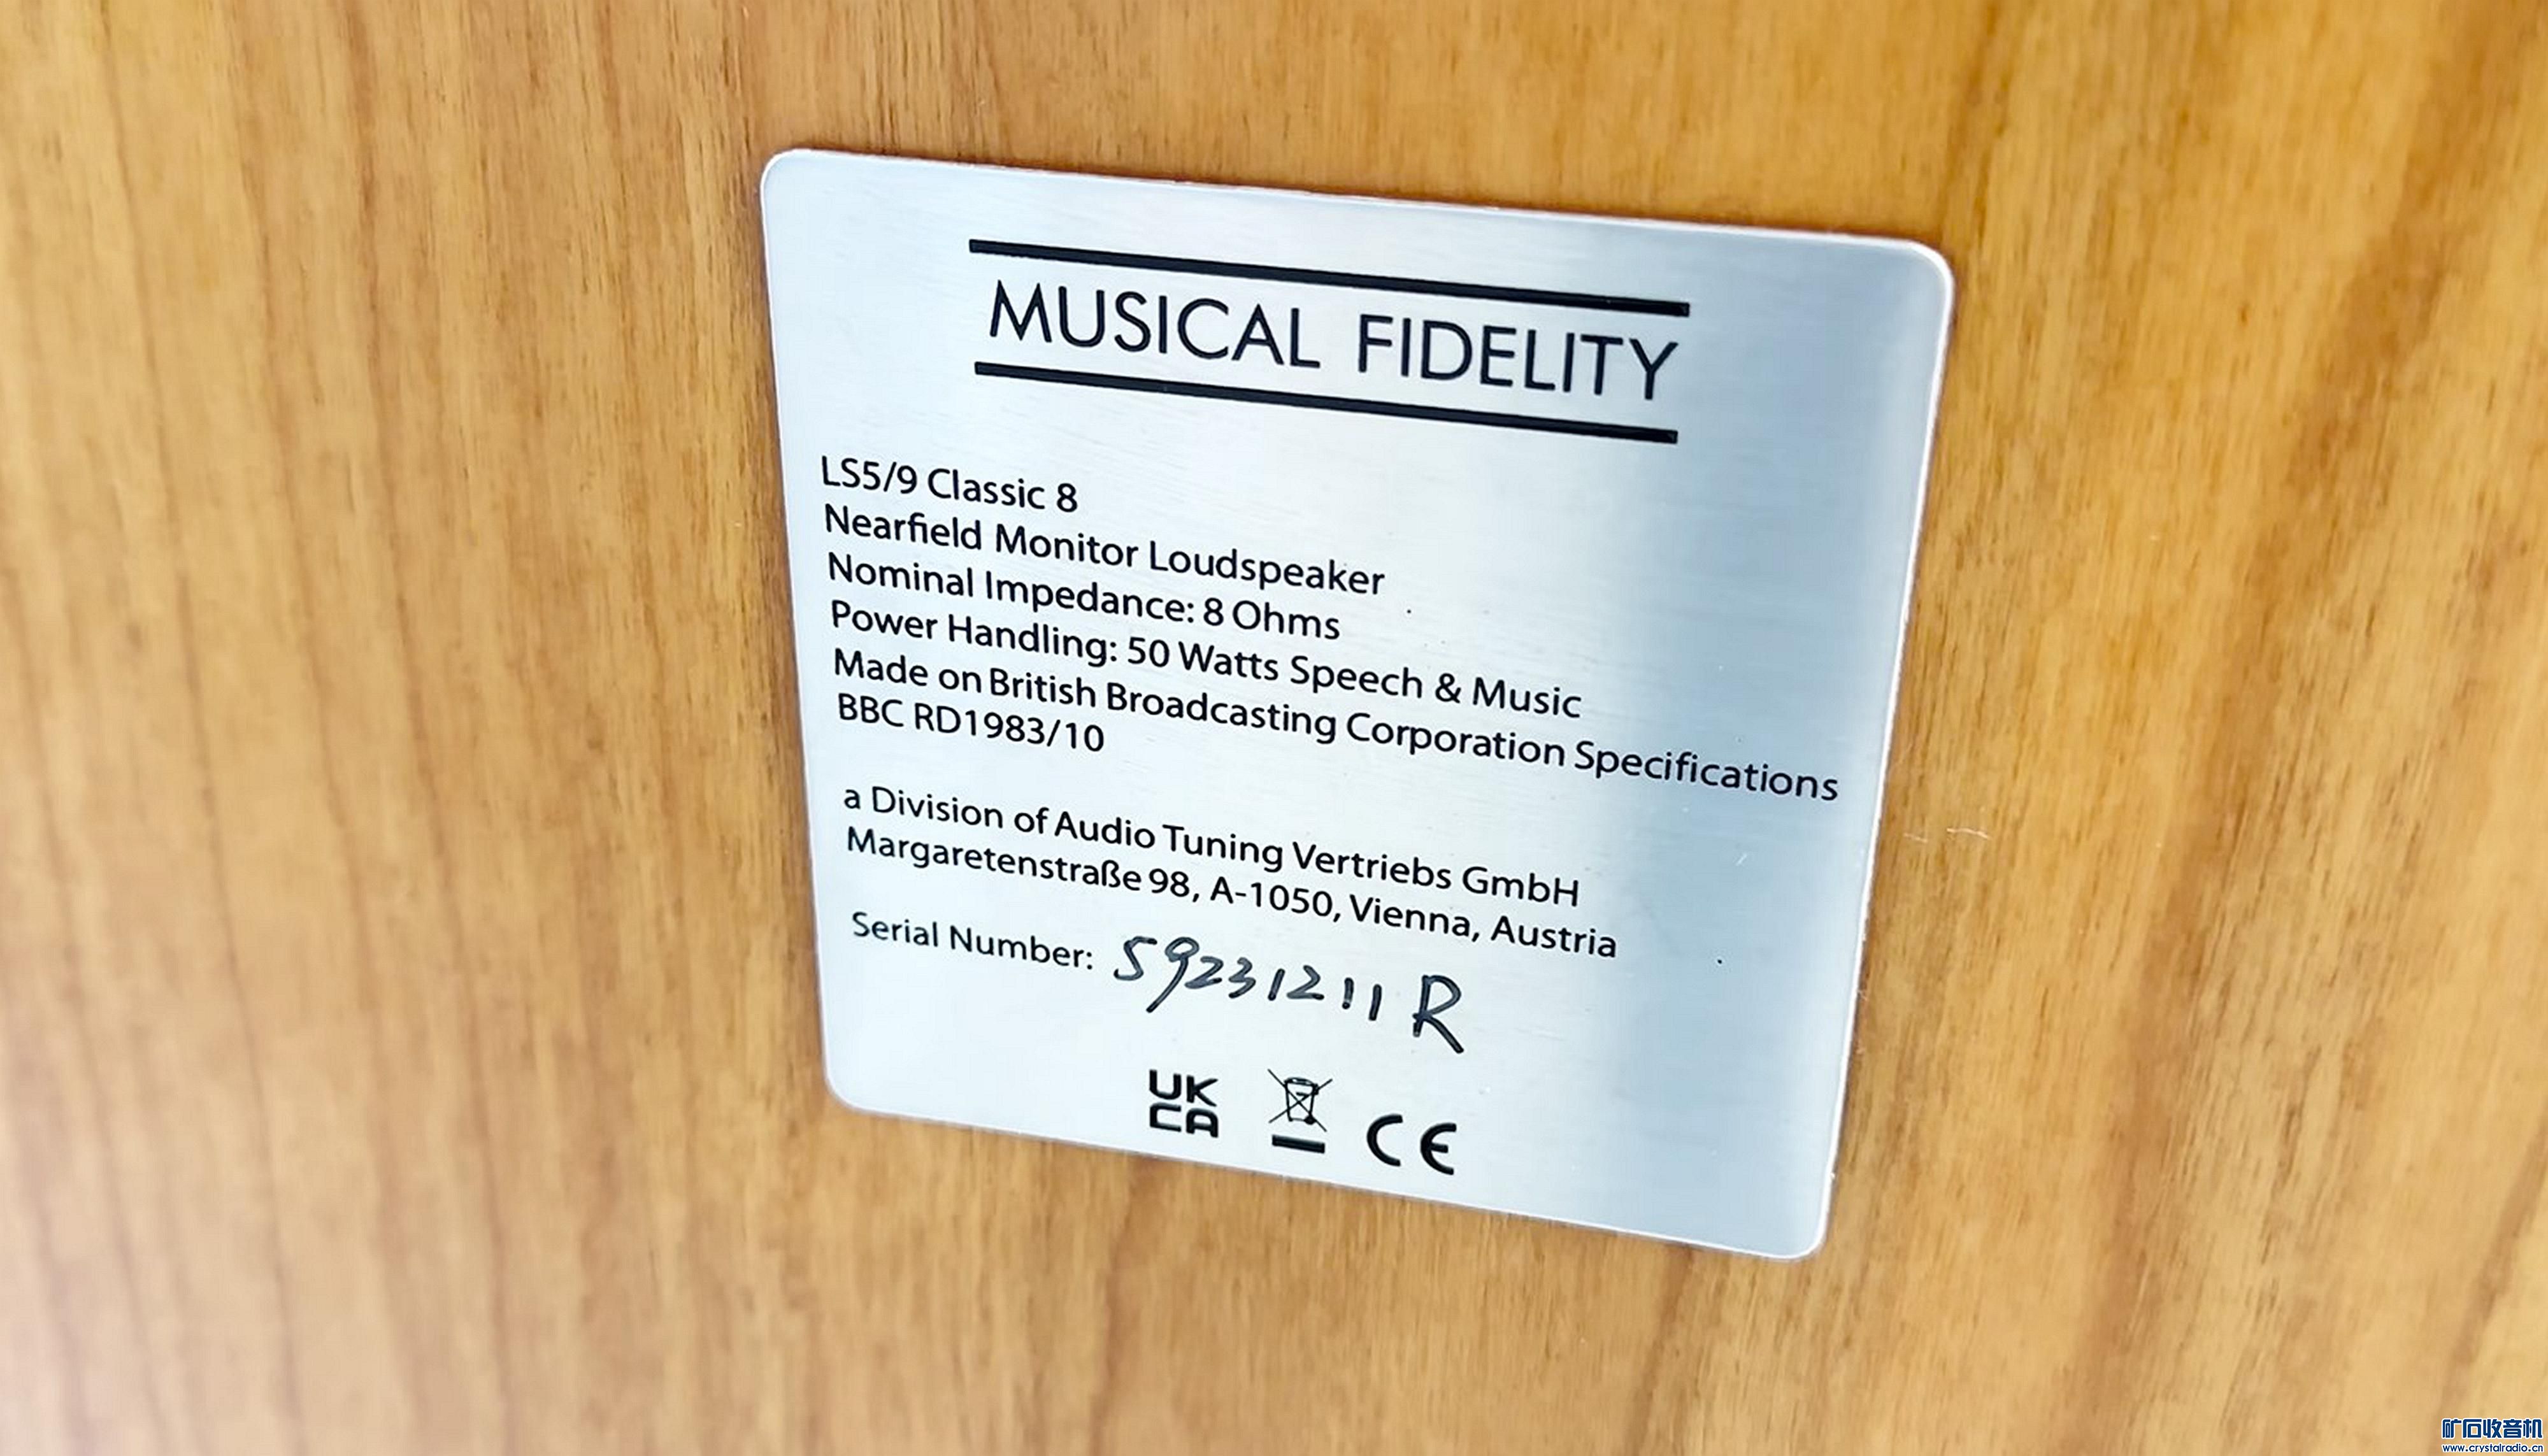 MUSICAL FIDELITY
LS5/9 Classic 8
Nearfield Monitor Loudspeaker
Nominal Impedance: 8 Ohms
Power Handling: 50 Watts Speech & Music
Made on British Broadcasting Corporation Specifications
BBC RD1983/10
a Division of Audio Tuning Vertriebs GmbH
Margaretenstraße 98, A-1050, Vienna, Austria
Serial Number: 59231211 R
UK
CA
CE
矿石收音机
www.crystalradio.cn